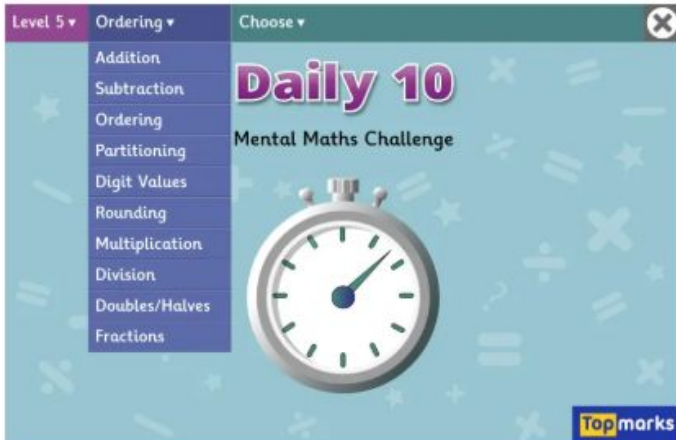 Level 5 ▾ Ordering ▾ Choose ▾
Addition
Subtraction
Ordering
Partitioning
Digit Values
Rounding
Multiplication
Division
Doubles/Halves
Fractions
Daily 10
Mental Maths Challenge
Topmarks